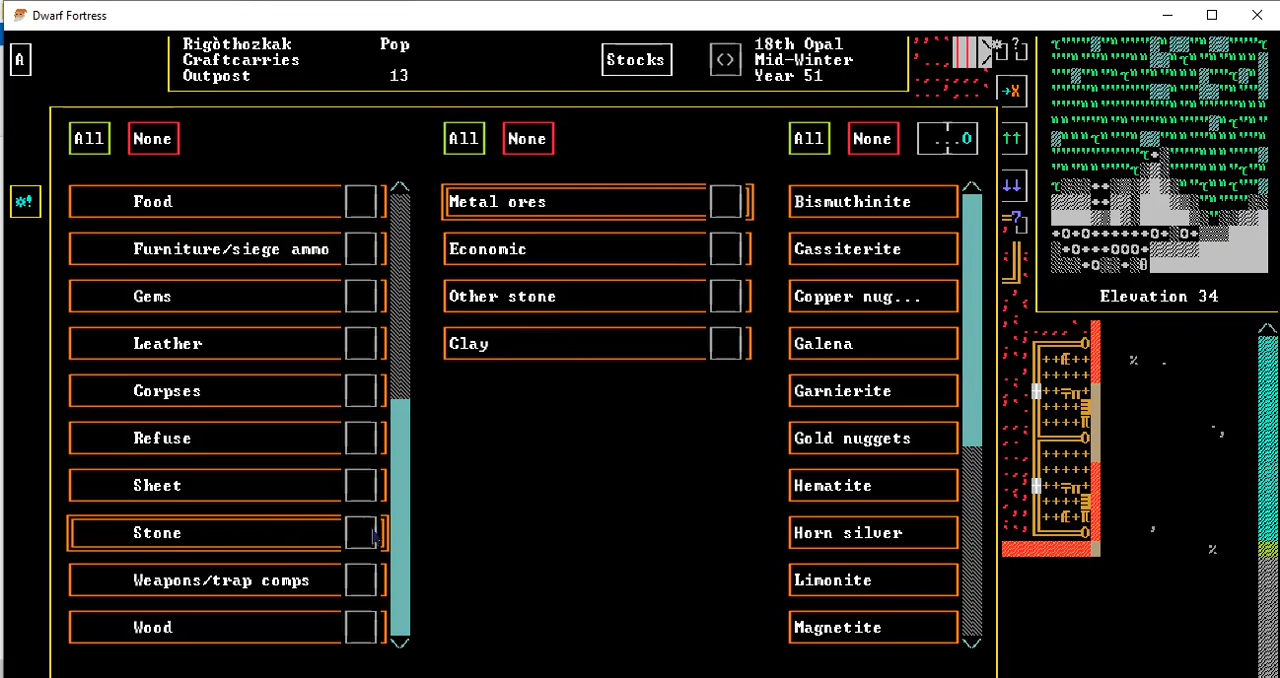 Dwarf Fortress
A
Rigòthozkak Pop
Craftcarries
Outpost 13
Stocks
18th Opal
Mid-Winter
Year 51
All None
All None
All None ...O
Food
Furniture/siege ammo
Gems
Leather
Corpses
Refuse
Sheet
Stone
Weapons/trap comps
Wood
Metal ores
Economic
Other stone
Clay
Bismuthinite
Cassiterite
Copper nug...
Galena
Garnierite
Gold nuggets
Hematite
Horn silver
Limonite
Magnetite
Elevation 34